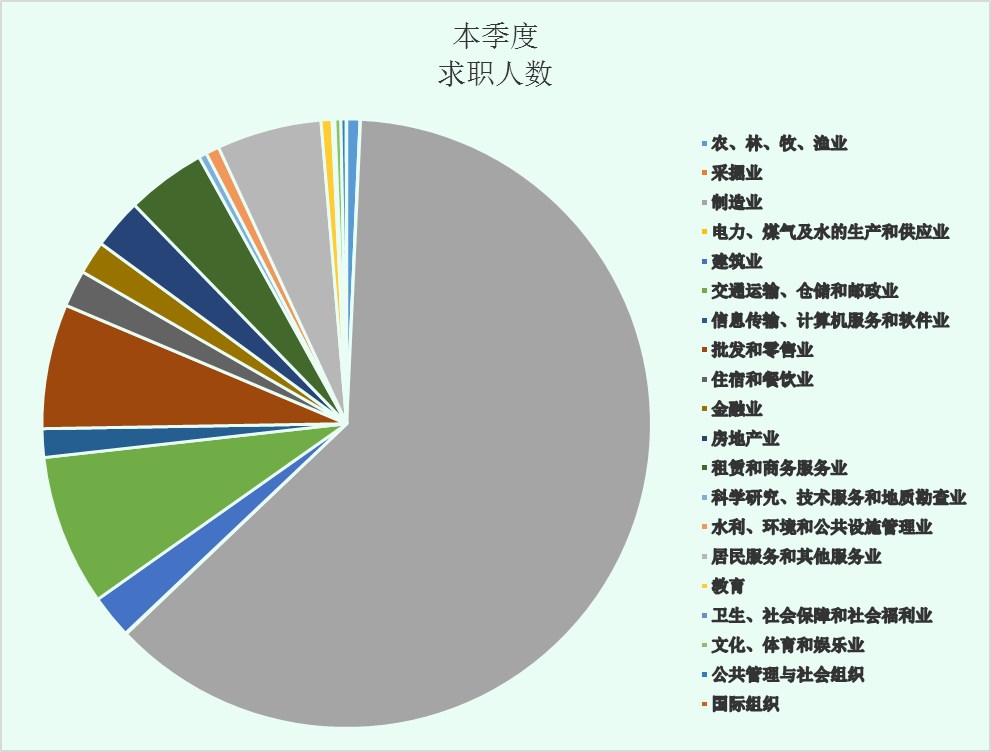 本季度
求职人数
农、林、牧、渔业
采掘业
制造业
电力、煤气及水的生产和供应业
建筑业
交通运输、仓储和邮政业
信息传输、计算机服务和软件业
批发和零售业
住宿和餐饮业
金融业
房地产业
租赁和商务服务业
科学研究、技术服务和地质勘查业
水利、环境和公共设施管理业
居民服务和其他服务业
教育
卫生、社会保障和社会福利业
文化、体育和娱乐业
公共管理与社会组织
国际组织